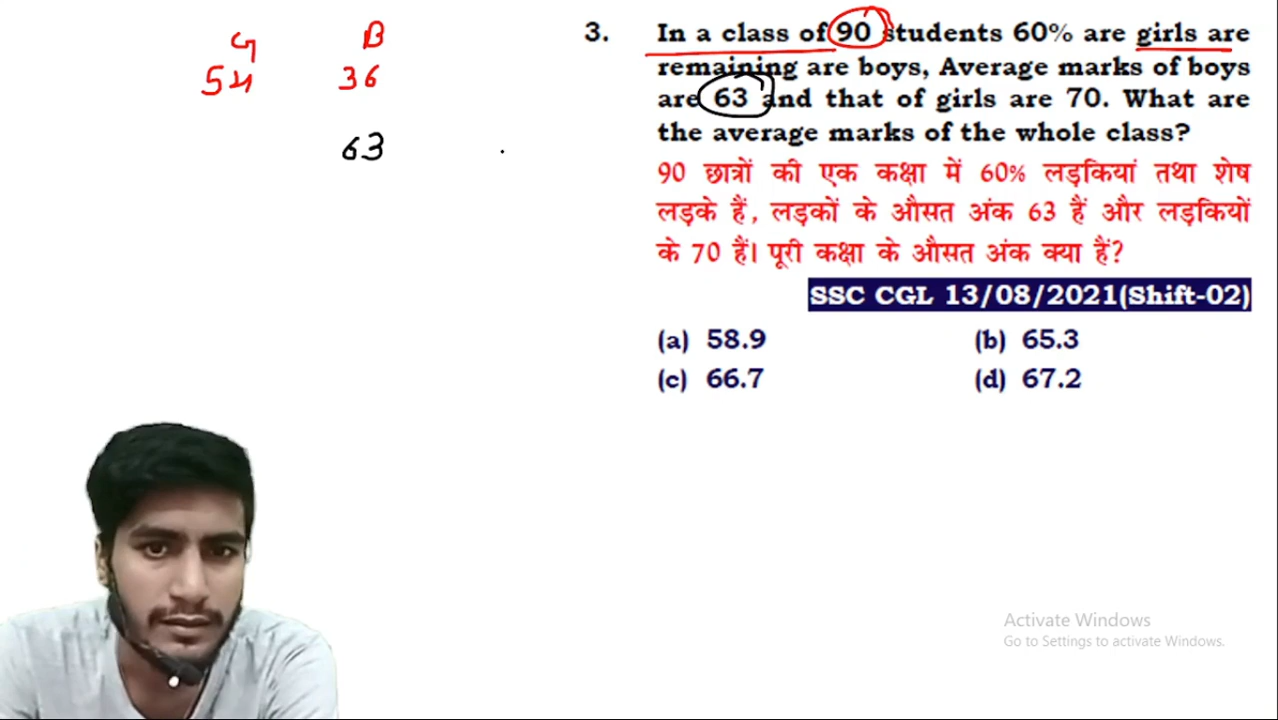 G B
54 36
63
3. In a class of 90 students 60% are girls are
remaining are boys, Average marks of boys
are 63 and that of girls are 70. What are
the average marks of the whole class?
90 छात्रों की एक कक्षा में 60% लड़कियां तथा शेष
लड़के हैं, लड़कों के औसत अंक 63 हैं और लड़कियों
के 70 हैं। पूरी कक्षा के औसत अंक क्या हैं?
SSC CGL 13/08/2021(Shift-02)
(a) 58.9 (b) 65.3
(c) 66.7 (d) 67.2
Activate Windows
Go to Settings to activate Windows.